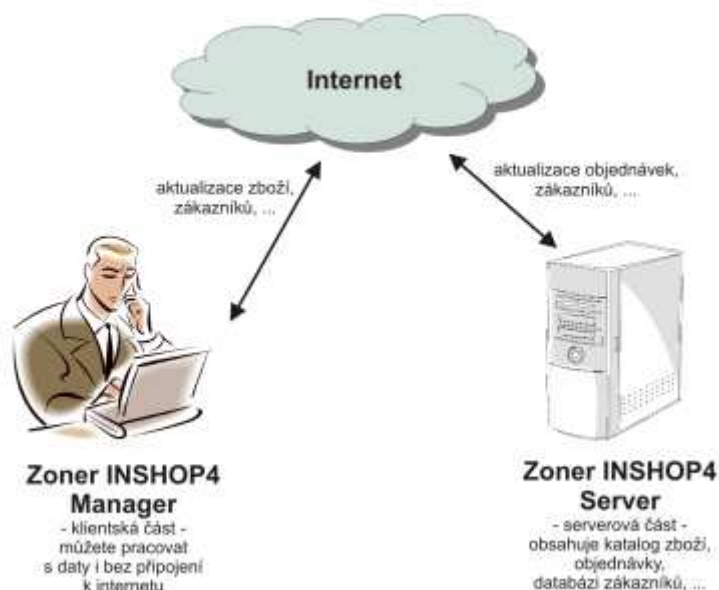 Internet
aktualizace zboží,
zákazníků, ...
aktualizace objednávek,
zákazníků, ...
Zoner INSHOP4
Manager
- klientská část -
můžete pracovat
s daty i bez připojení
k internetu
Zoner INSHOP4
Server
- serverová část -
obsahuje katalog zboží,
objednávky,
databázi zákazníků, ...